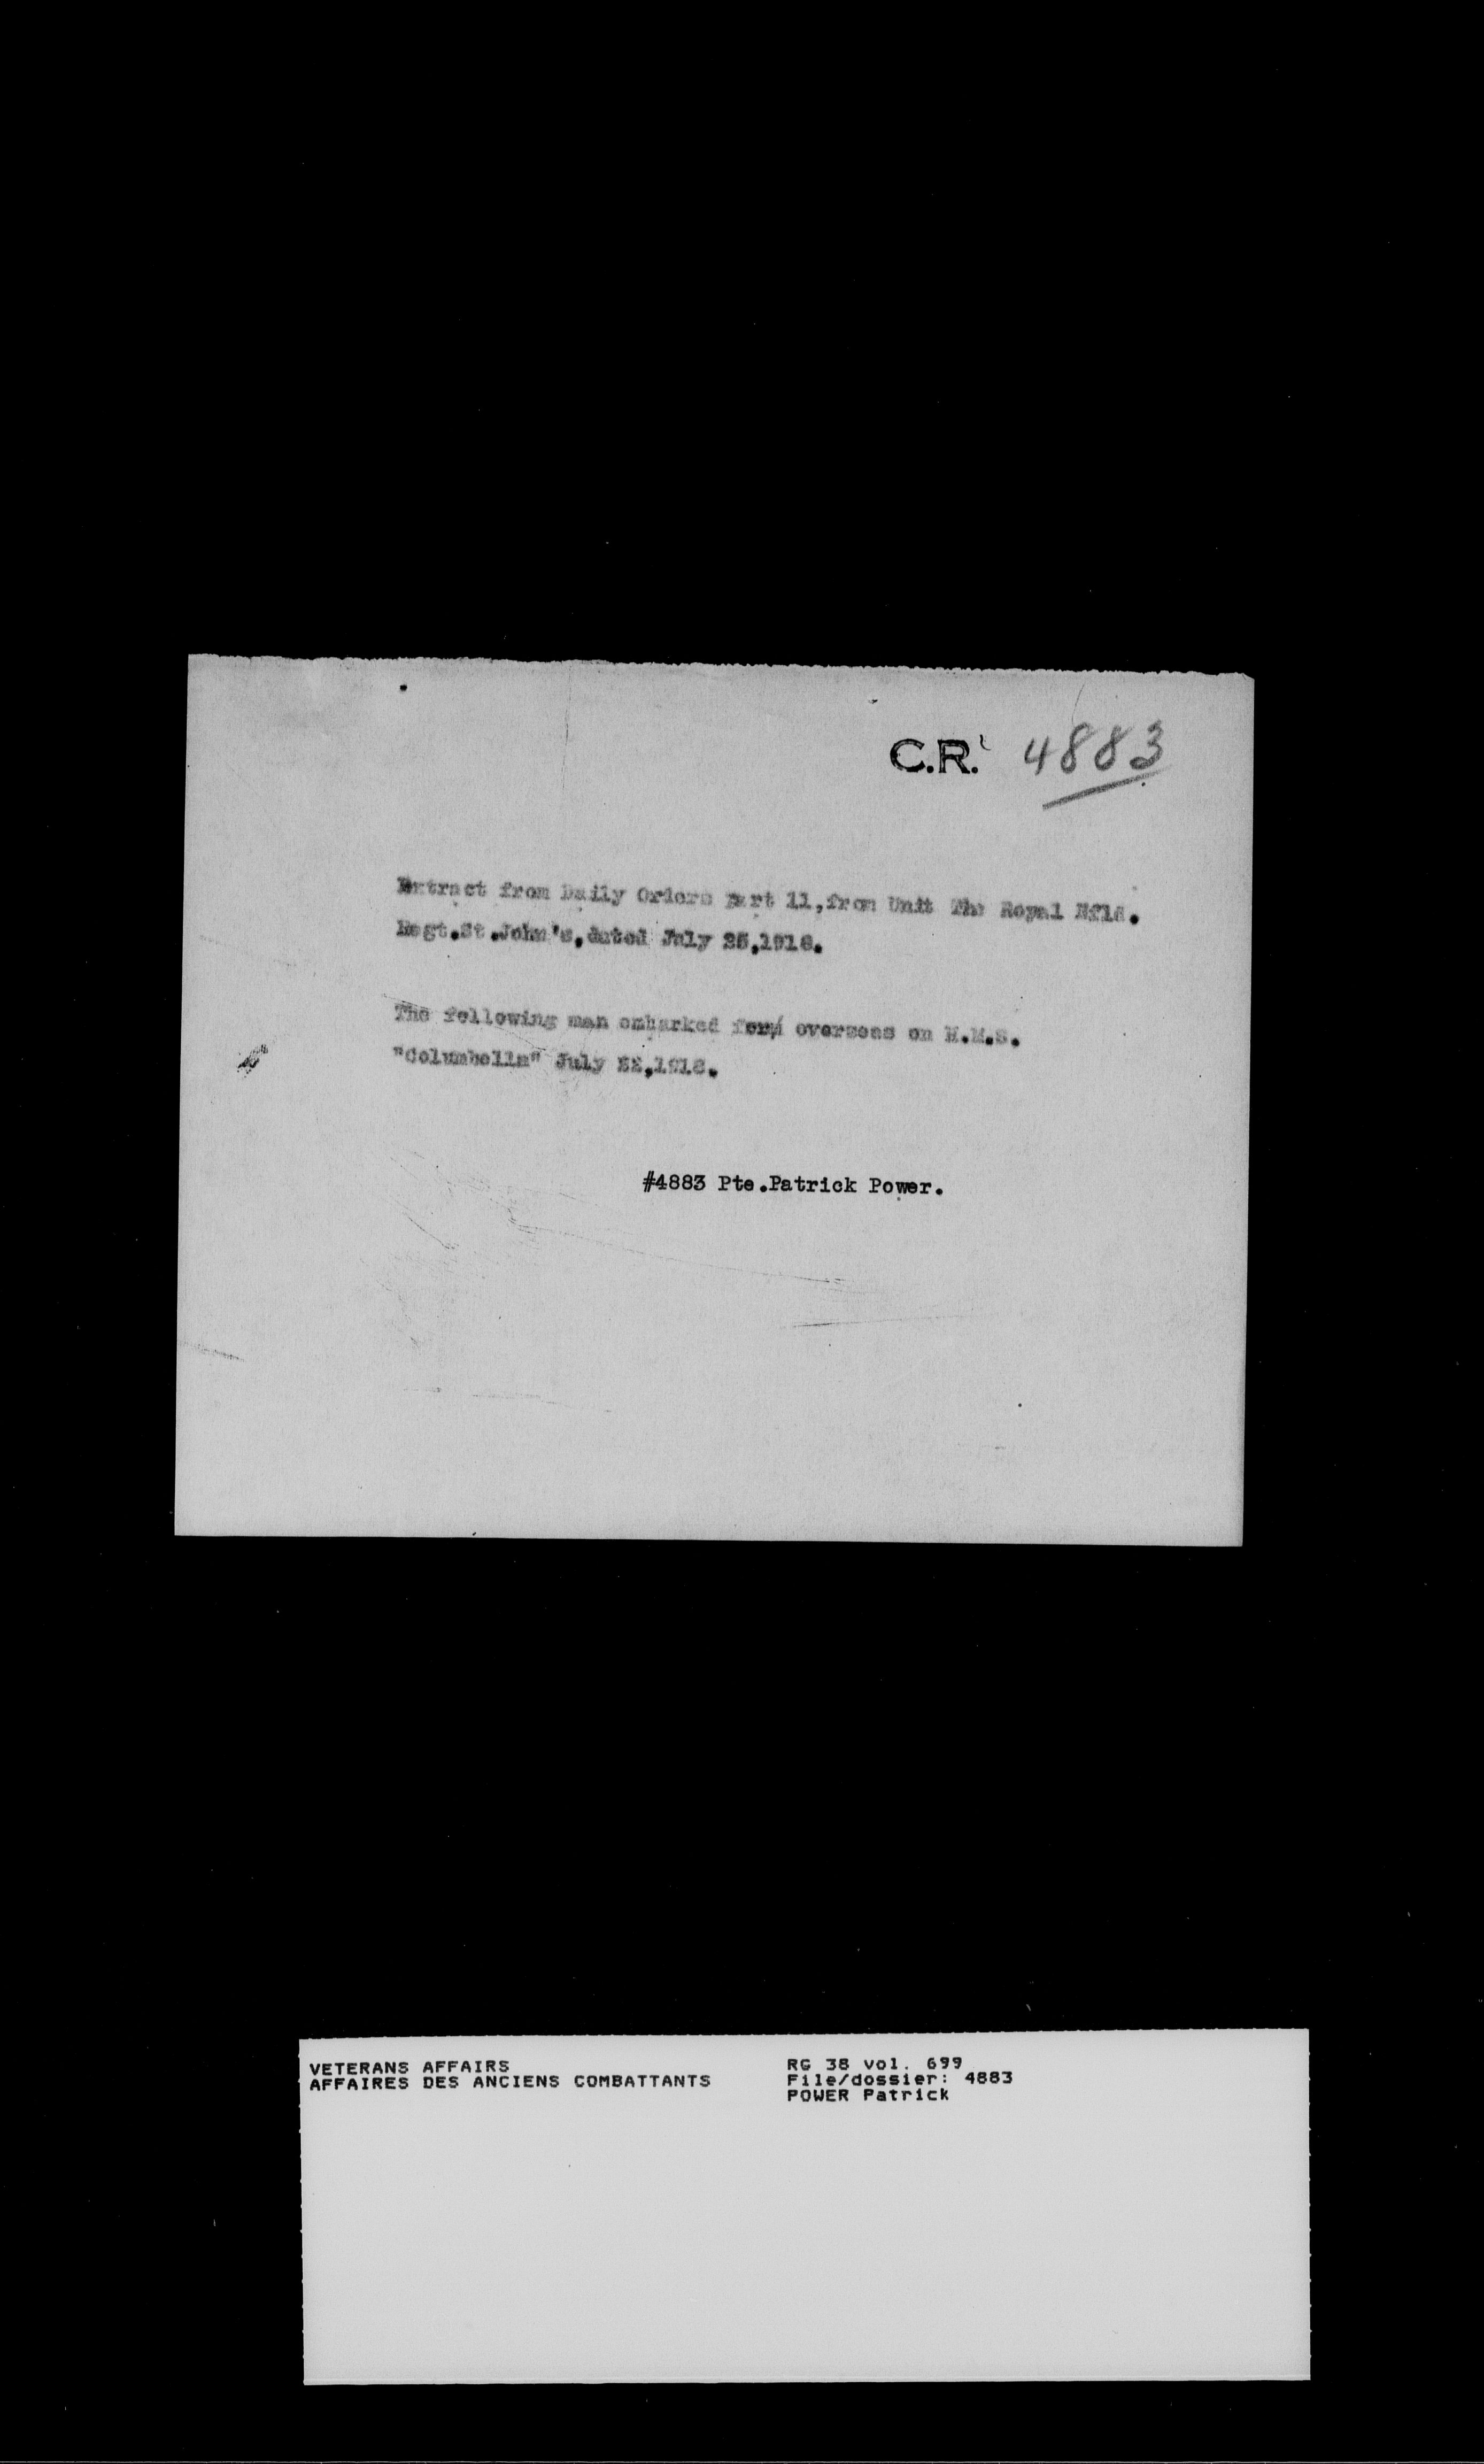 C.R. 4883
Extract from Daily Orders part 11,from Unit The Royal Nfld.
Regt.St.John's,dated July 25,1918.
The following man embarked for overseas on H.M.S.
"Columbella" July 22,1918.
#4883 Pte.Patrick Power.
VETERANS AFFAIRS
AFFAIRES DES ANCIENS COMBATTANTS
RG 38 vol. 699
File/dossier: 4883
POWER Patrick